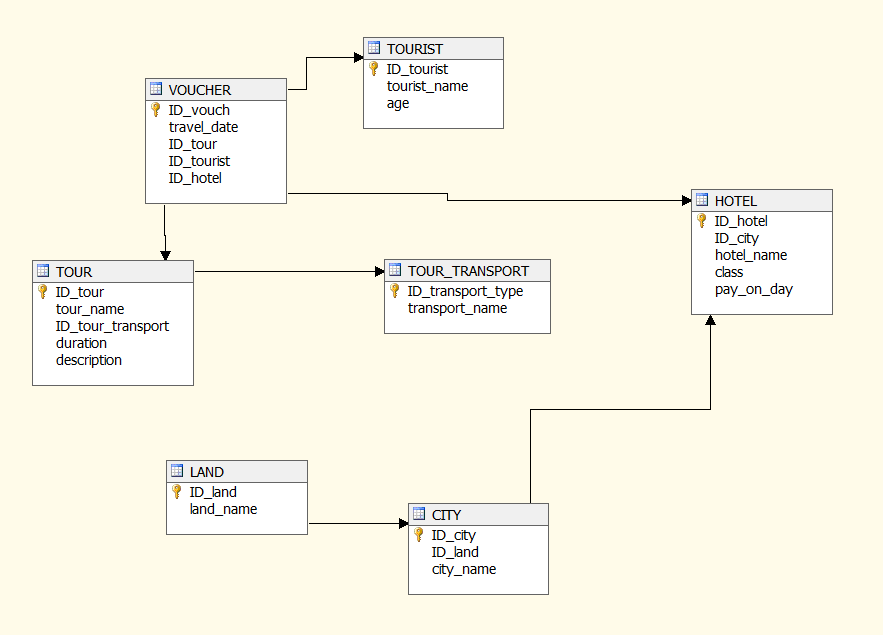 TOURIST
ID_tourist
tourist_name
age
VOUCHER
ID_vouch
travel_date
ID_tour
ID_tourist
ID_hotel
HOTEL
ID_hotel
ID_city
hotel_name
class
pay_on_day
TOUR
ID_tour
tour_name
ID_tour_transport
duration
description
TOUR_TRANSPORT
ID_transport_type
transport_name
LAND
ID_land
land_name
CITY
ID_city
ID_land
city_name